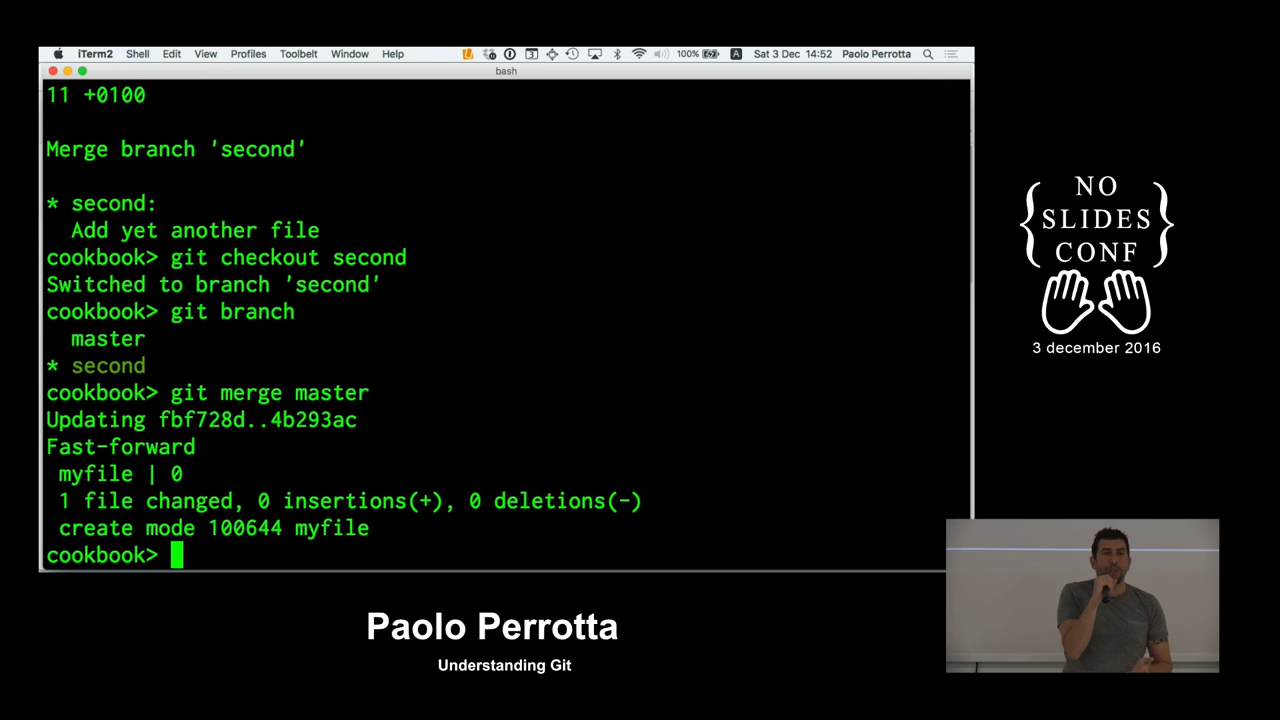 iTerm2 Shell Edit View Profiles Toolbelt Window Help 3 100% A Sat 3 Dec 14:52 Paolo Perrotta
bash
11 +0100
Merge branch 'second'
* second:
Add yet another file
cookbook> git checkout second
Switched to branch 'second'
cookbook> git branch
master
* second
cookbook> git merge master
Updating fbf728d..4b293ac
Fast-forward
myfile | 0
1 file changed, 0 insertions(+), 0 deletions(-)
create mode 100644 myfile
cookbook>
NO
SLIDES
CONF
3 december 2016
Paolo Perrotta
Understanding Git